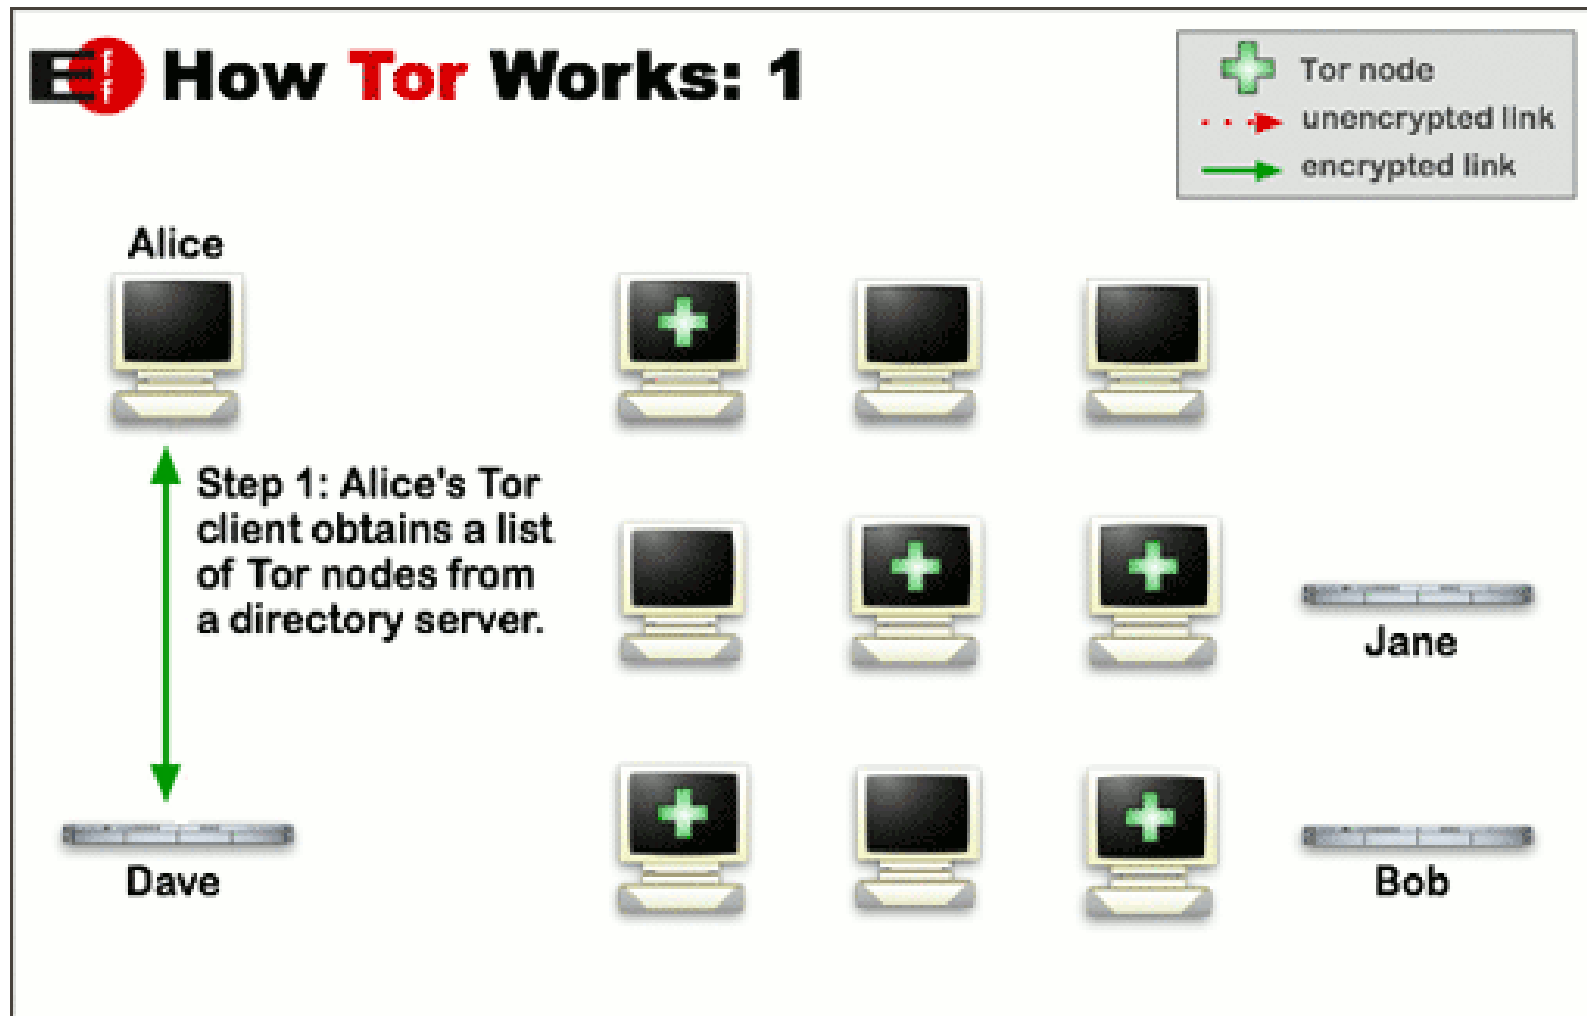 EFF How Tor Works: 1
Tor node
unencrypted link
encrypted link
Alice
Step 1: Alice's Tor
client obtains a list
of Tor nodes from
a directory server.
Jane
Dave
Bob